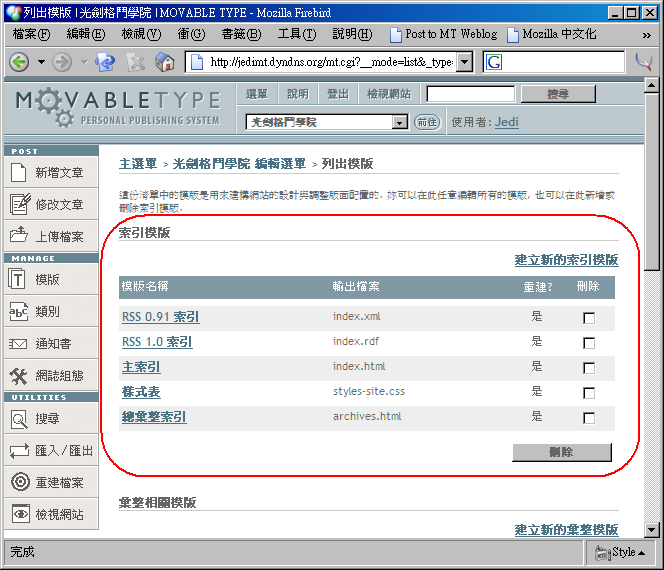 列出模版 | 光劍格鬥學院 | MOVABLE TYPE - Mozilla Firebird
檔案(F) 編輯(E) 檢視(V) 衝(G) 書籤(B) 工具(T) 說明(H) Post to MT Weblog Mozilla 中文化 »
http://jedimt.dyndns.org/mt.cgi?__mode=list&_type=
G
MOVABLETYPE
PERSONAL PUBLISHING SYSTEM
選單 說明 登出 檢視網站 搜尋
光劍格鬥學院 前往 使用者: Jedi
POST
新增文章
修改文章
上傳檔案
MANAGE
模版
類別
通知書
網誌組態
UTILITIES
搜尋
匯入/匯出
重建檔案
檢視網站
主選單 > 光劍格鬥學院 編輯選單 > 列出模版
這份清單中的模版是用來建構網站的設計與調整版面配置的. 妳可以在此任意編輯所有的模版, 也可以在此新增或
刪除索引模版.
索引模版
建立新的索引模版
模版名稱 輸出檔案 重建? 刪除
RSS 0.91 索引 index.xml 是
RSS 1.0 索引 index.rdf 是
主索引 index.html 是
樣式表 styles-site.css 是
總彙整索引 archives.html 是
刪除
彙整相關模版
建立新的彙整模版
完成 Style